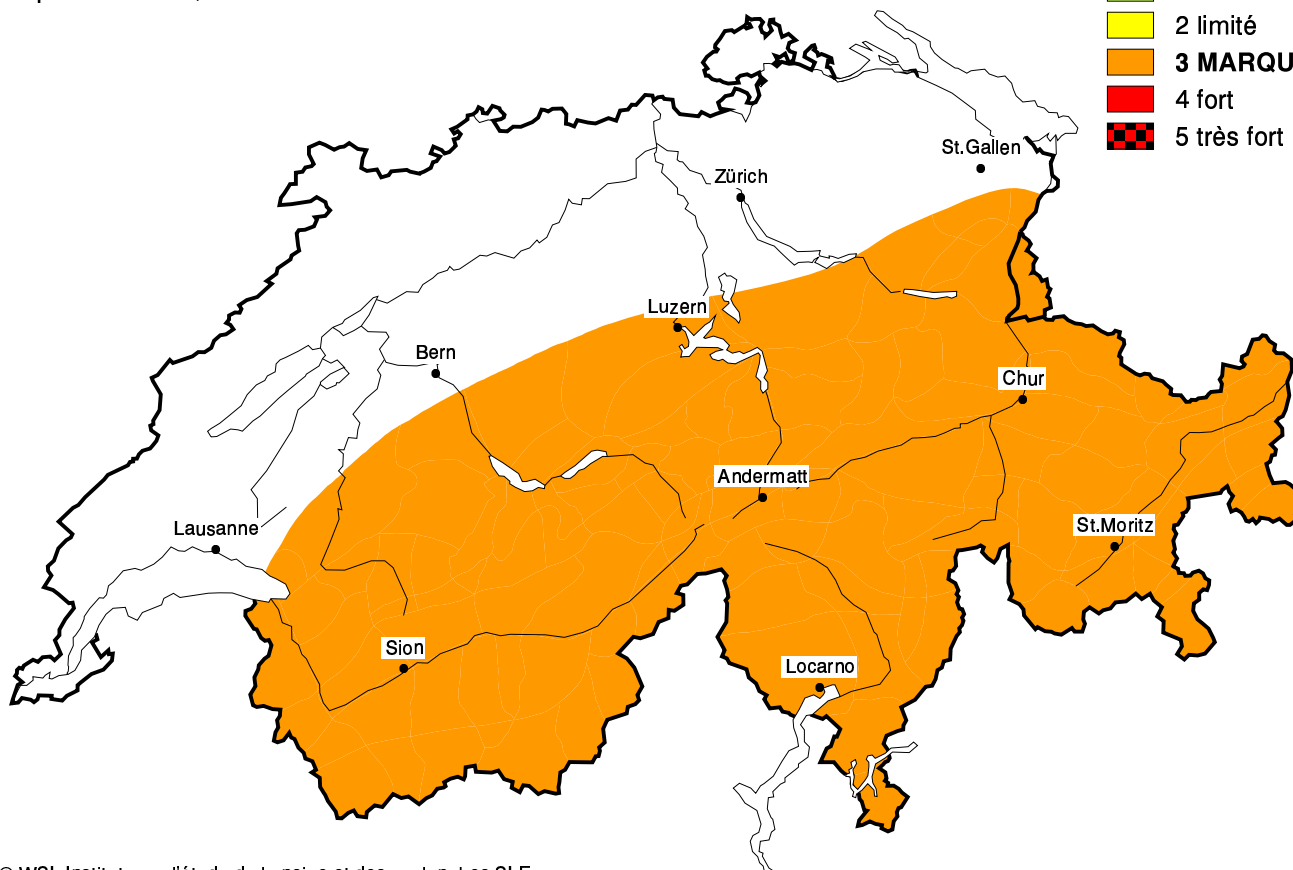 2 limité
3 MARQU
4 fort
5 très fort
St.Gallen
Zürich
Luzern
Bern
Chur
Andermatt
St.Moritz
Lausanne
Sion
Locarno